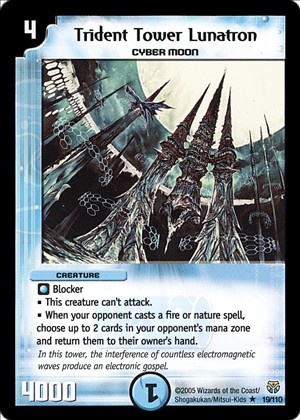 4
Trident Tower Lunatron
CYBER MOON
CREATURE
Blocker
▪ This creature can't attack.
▪ When your opponent casts a fire or nature spell,
choose up to 2 cards in your opponent's mana zone
and return them to their owner's hand.
In this tower, the interference of countless electromagnetic
waves produce an electronic gospel.
4000
1
©2005 Wizards of the Coast/
Shogakukan/Mitsui-Kids ★ 19/110